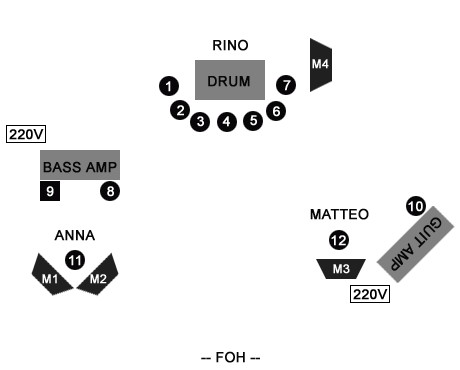 RINO
DRUM
M4
1
7
2
6
3
4
5
220V
BASS AMP
9
8
10
GUIT AMP
MATTEO
12
M3
220V
ANNA
11
M1
M2
-- FOH --